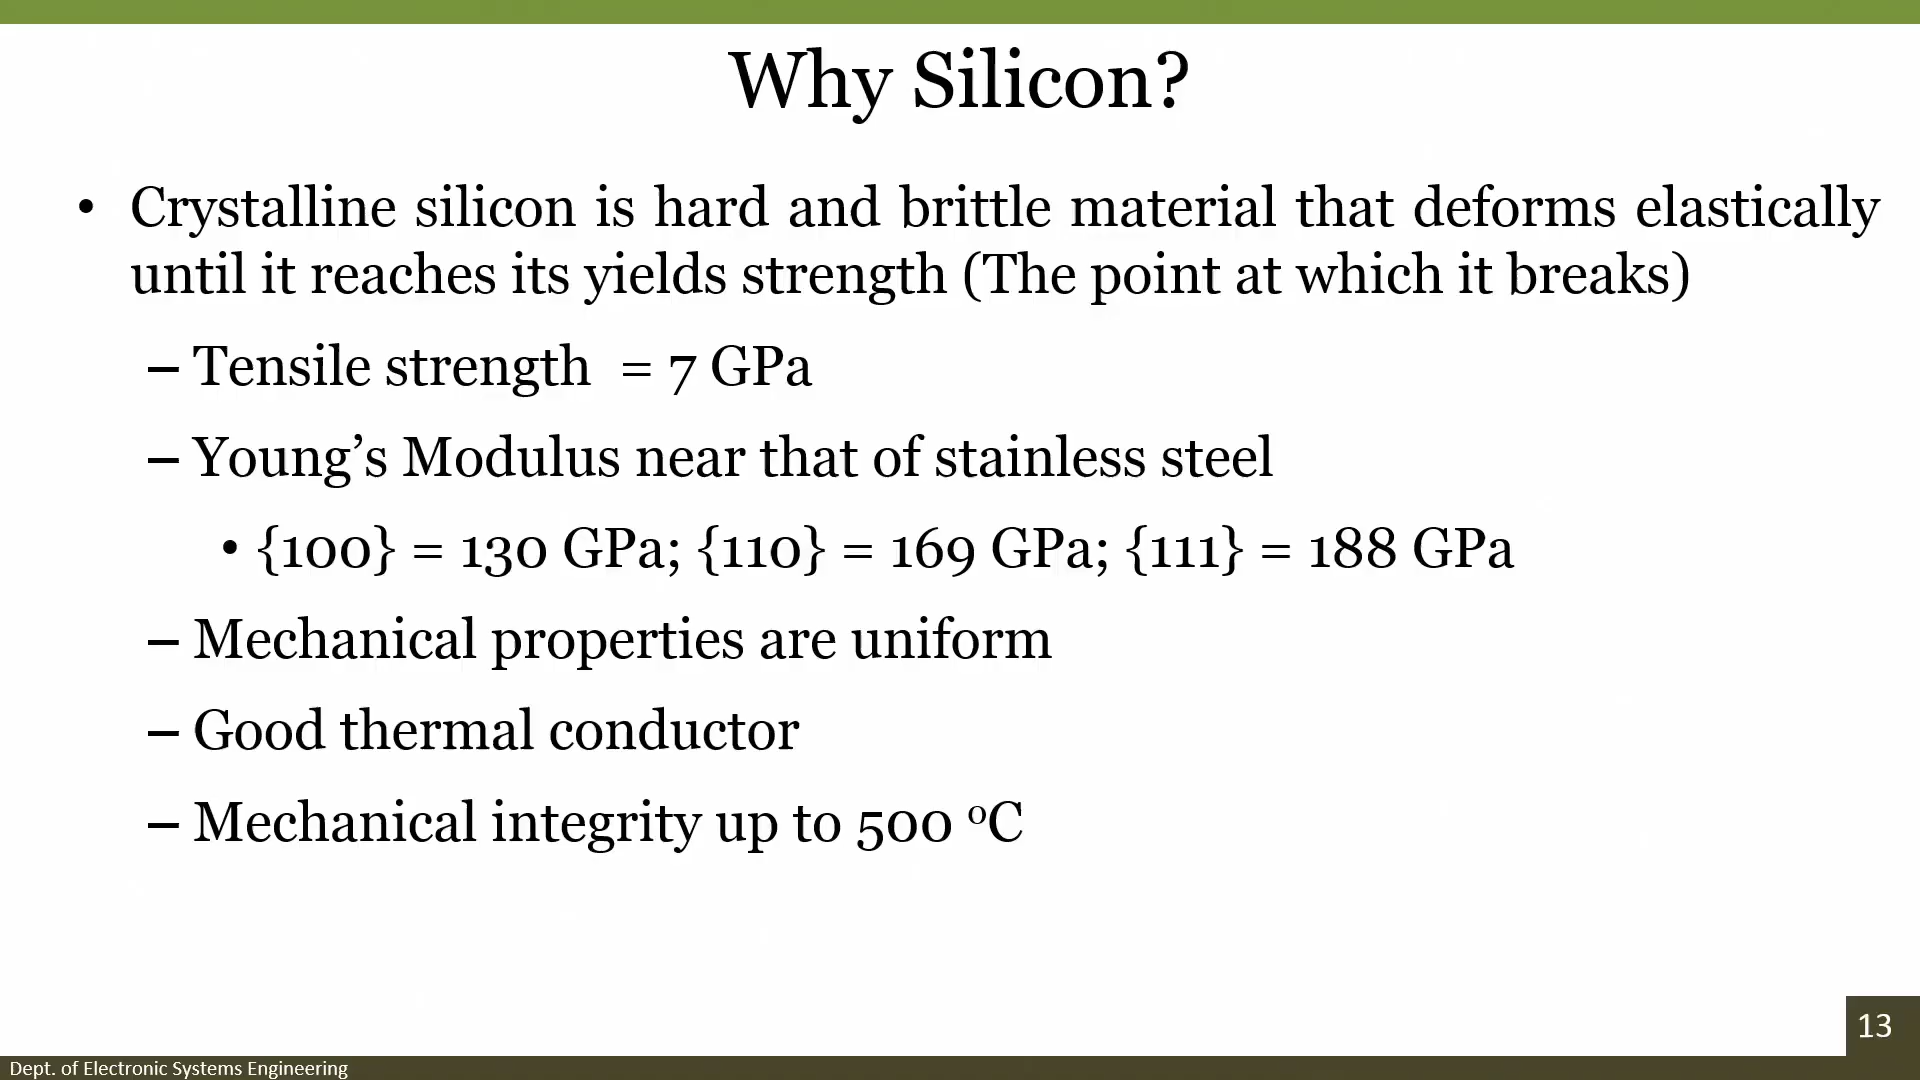 Why Silicon?
• Crystalline silicon is hard and brittle material that deforms elastically
until it reaches its yields strength (The point at which it breaks)
– Tensile strength = 7 GPa
– Young’s Modulus near that of stainless steel
• {100} = 130 GPa; {110} = 169 GPa; {111} = 188 GPa
– Mechanical properties are uniform
– Good thermal conductor
– Mechanical integrity up to 500 ᵒC
13
Dept. of Electronic Systems Engineering